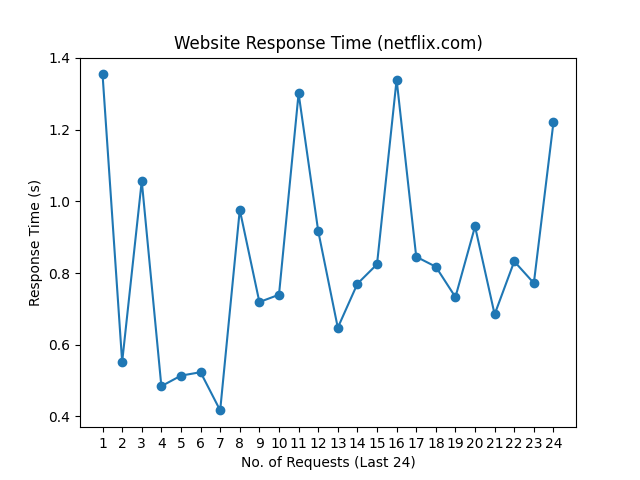 Website Response Time (netflix.com)
1.4
1.2
1.0
0.8
0.6
0.4
Response Time (s)
1 2 3 4 5 6 7 8 9 10 11 12 13 14 15 16 17 18 19 20 21 22 23 24
No. of Requests (Last 24)